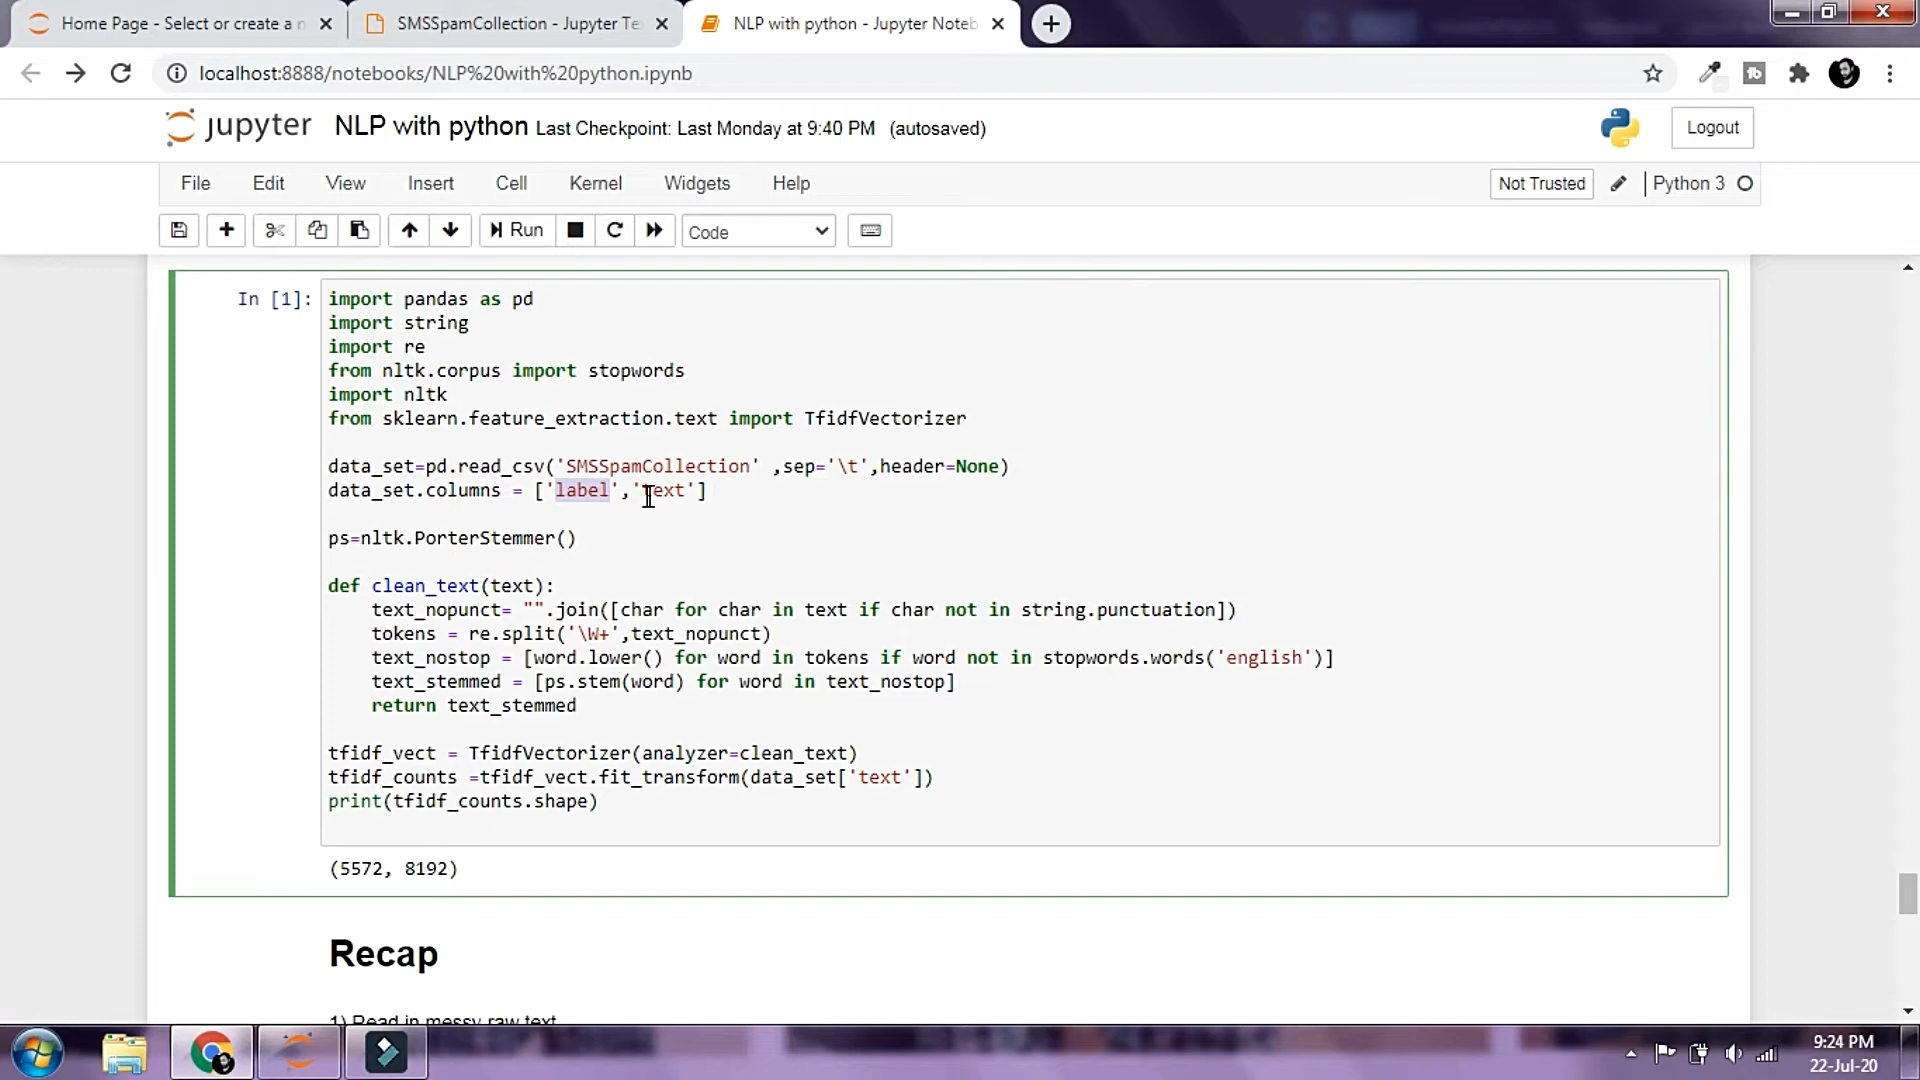 Home Page - Select or create a n
SMSSpamCollection - Jupyter Te
NLP with python - Jupyter Noteb
localhost:8888/notebooks/NLP%20with%20python.ipynb
jupyter NLP with python Last Checkpoint: Last Monday at 9:40 PM (autosaved)
Logout
File Edit View Insert Cell Kernel Widgets Help
Not Trusted
Python 3
Run
Code
In [1]:
import pandas as pd
import string
import re
from nltk.corpus import stopwords
import nltk
from sklearn.feature_extraction.text import TfidfVectorizer
data_set=pd.read_csv('SMSSpamCollection' ,sep='\t',header=None)
data_set.columns = ['label','text']
ps=nltk.PorterStemmer()
def clean_text(text):
    text_nopunct= "".join([char for char in text if char not in string.punctuation])
    tokens = re.split('\W+',text_nopunct)
    text_nostop = [word.lower() for word in tokens if word not in stopwords.words('english')]
    text_stemmed = [ps.stem(word) for word in text_nostop]
    return text_stemmed
tfidf_vect = TfidfVectorizer(analyzer=clean_text)
tfidf_counts =tfidf_vect.fit_transform(data_set['text'])
print(tfidf_counts.shape)
(5572, 8192)
Recap
1) Read in messy raw text
9:24 PM
22-Jul-20